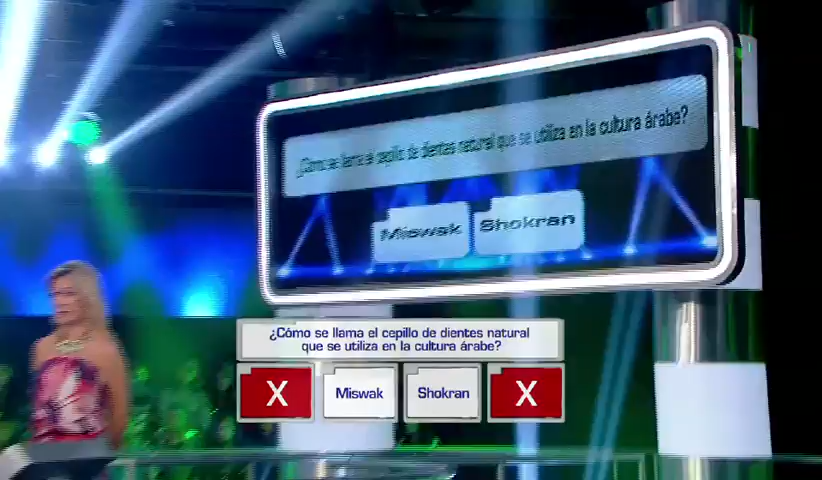 ¿Cómo se llama el cepillo de dientes natural que se utiliza en la cultura árabe?
Miswak Shokran
¿Cómo se llama el cepillo de dientes natural
que se utiliza en la cultura árabe?
X Miswak Shokran X